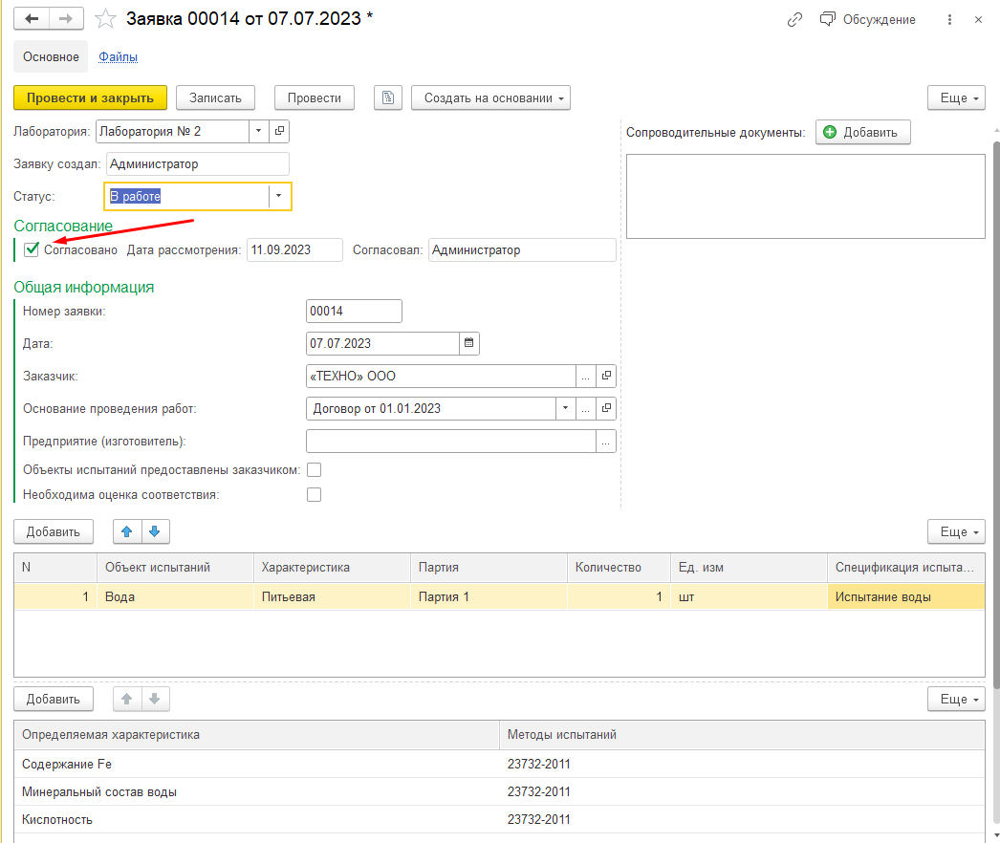 Заявка 00014 от 07.07.2023 *
Обсуждение
Основное Файлы
Провести и закрыть Записать Провести Создать на основании Еще
Лаборатория: Лаборатория № 2
Сопроводительные документы: Добавить
Заявку создал: Администратор
Статус: В работе
Согласование
Согласовано Дата рассмотрения: 11.09.2023 Согласовал: Администратор
Общая информация
Номер заявки: 00014
Дата: 07.07.2023
Заказчик: «ТЕХНО» ООО ...
Основание проведения работ: Договор от 01.01.2023 ...
Предприятие (изготовитель): ...
Объекты испытаний предоставлены заказчиком:
Необходима оценка соответствия:
Добавить Еще
N Объект испытаний Характеристика Партия Количество Ед. изм Спецификация испыта...
1 Вода Питьевая Партия 1 1 шт Испытание воды
Добавить Еще
Определяемая характеристика Методы испытаний
Содержание Fe 23732-2011
Минеральный состав воды 23732-2011
Кислотность 23732-2011